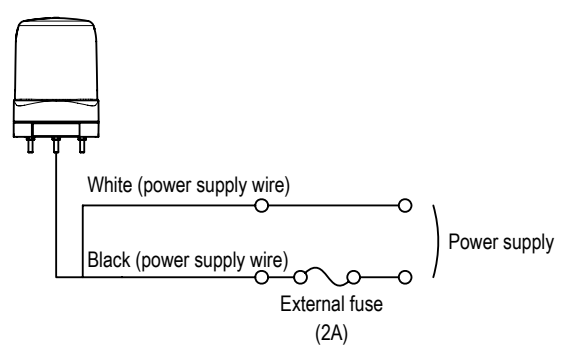 White (power supply wire)
Power supply
Black (power supply wire)
External fuse
(2A)